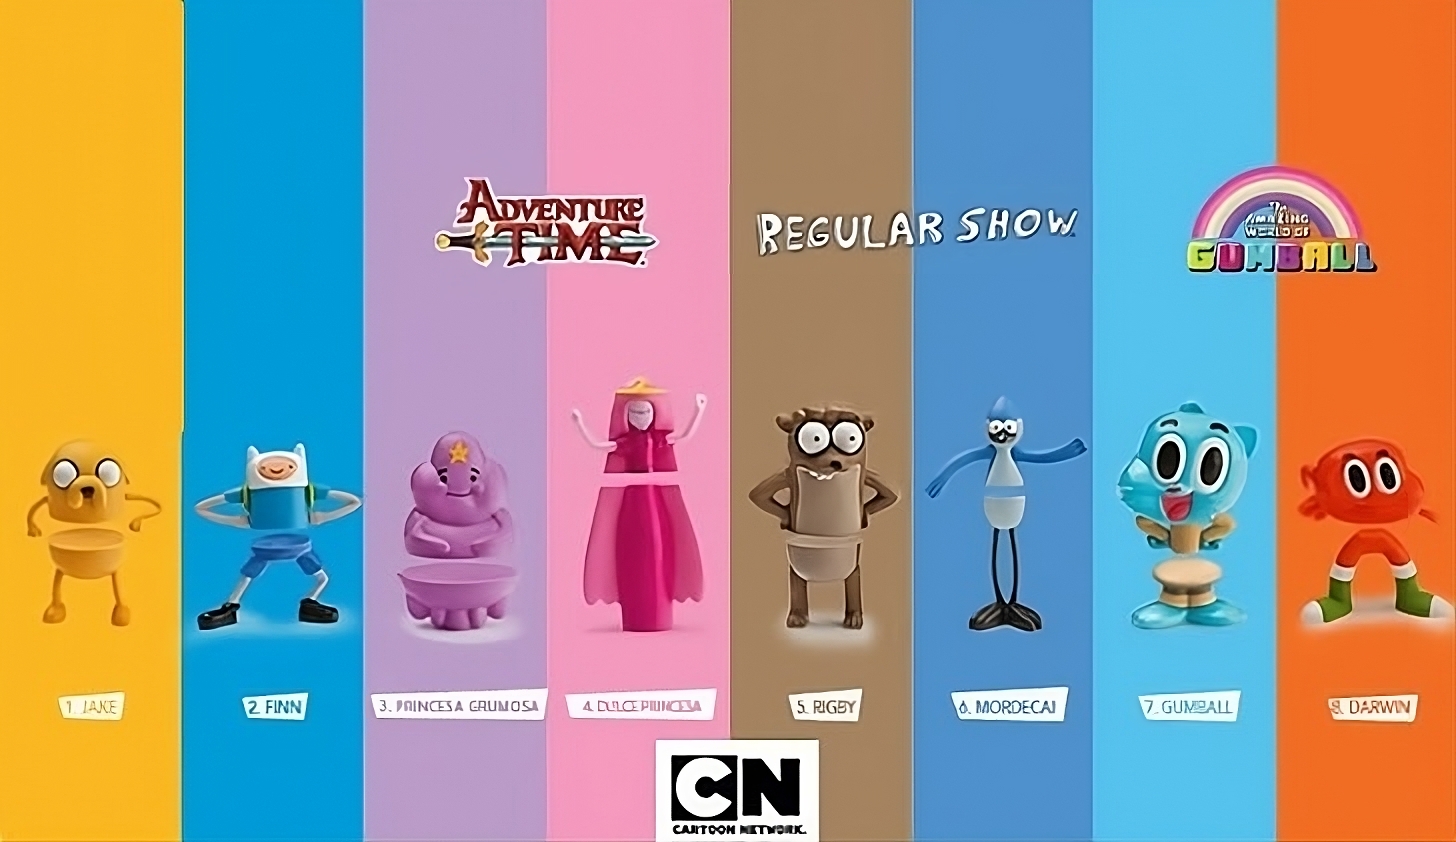 ADVENTURE
TIME
REGULAR SHOW
The
AMAZING
WORLD OF
GUMBALL
1. JAKE
2. FINN
3. PRINCESA GRUMOSA
4. DULCE PRINCESA
5. RIGBY
6. MORDECAI
7. GUMBALL
8. DARWIN
CN
CARTOON NETWORK.